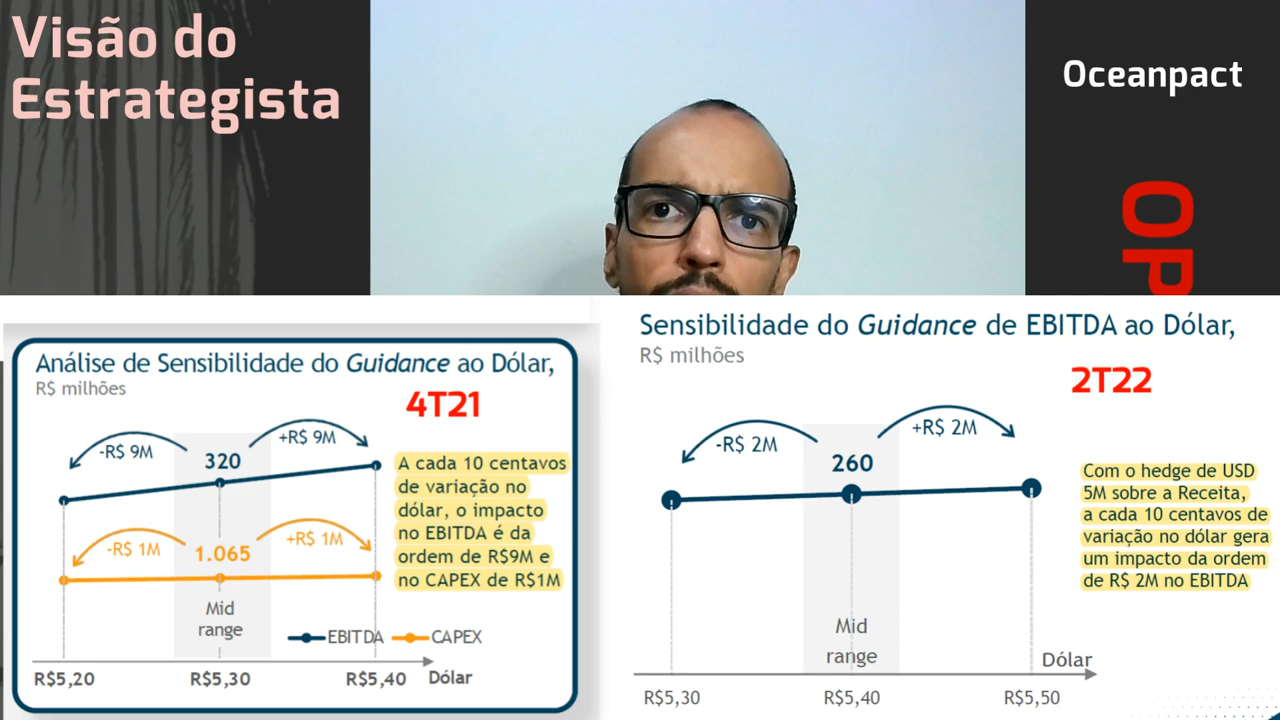 Visão do
Estrategista
Oceanpact
OP
Análise de Sensibilidade do Guidance ao Dólar,
R$ milhões
4T21
-R$ 9M
+R$ 9M
320
-R$ 1M
+R$ 1M
1.065
Mid
range
EBITDA
CAPEX
R$5,20
R$5,30
R$5,40
Dólar
A cada 10 centavos
de variação no
dólar, o impacto
no EBITDA é da
ordem de R$9M e
no CAPEX de R$1M
Sensibilidade do Guidance de EBITDA ao Dólar,
R$ milhões
2T22
-R$ 2M
+R$ 2M
260
Mid
range
Dólar
R$5,30
R$5,40
R$5,50
Com o hedge de USD
5M sobre a Receita,
a cada 10 centavos de
variação no dólar gera
um impacto da ordem
de R$ 2M no EBITDA